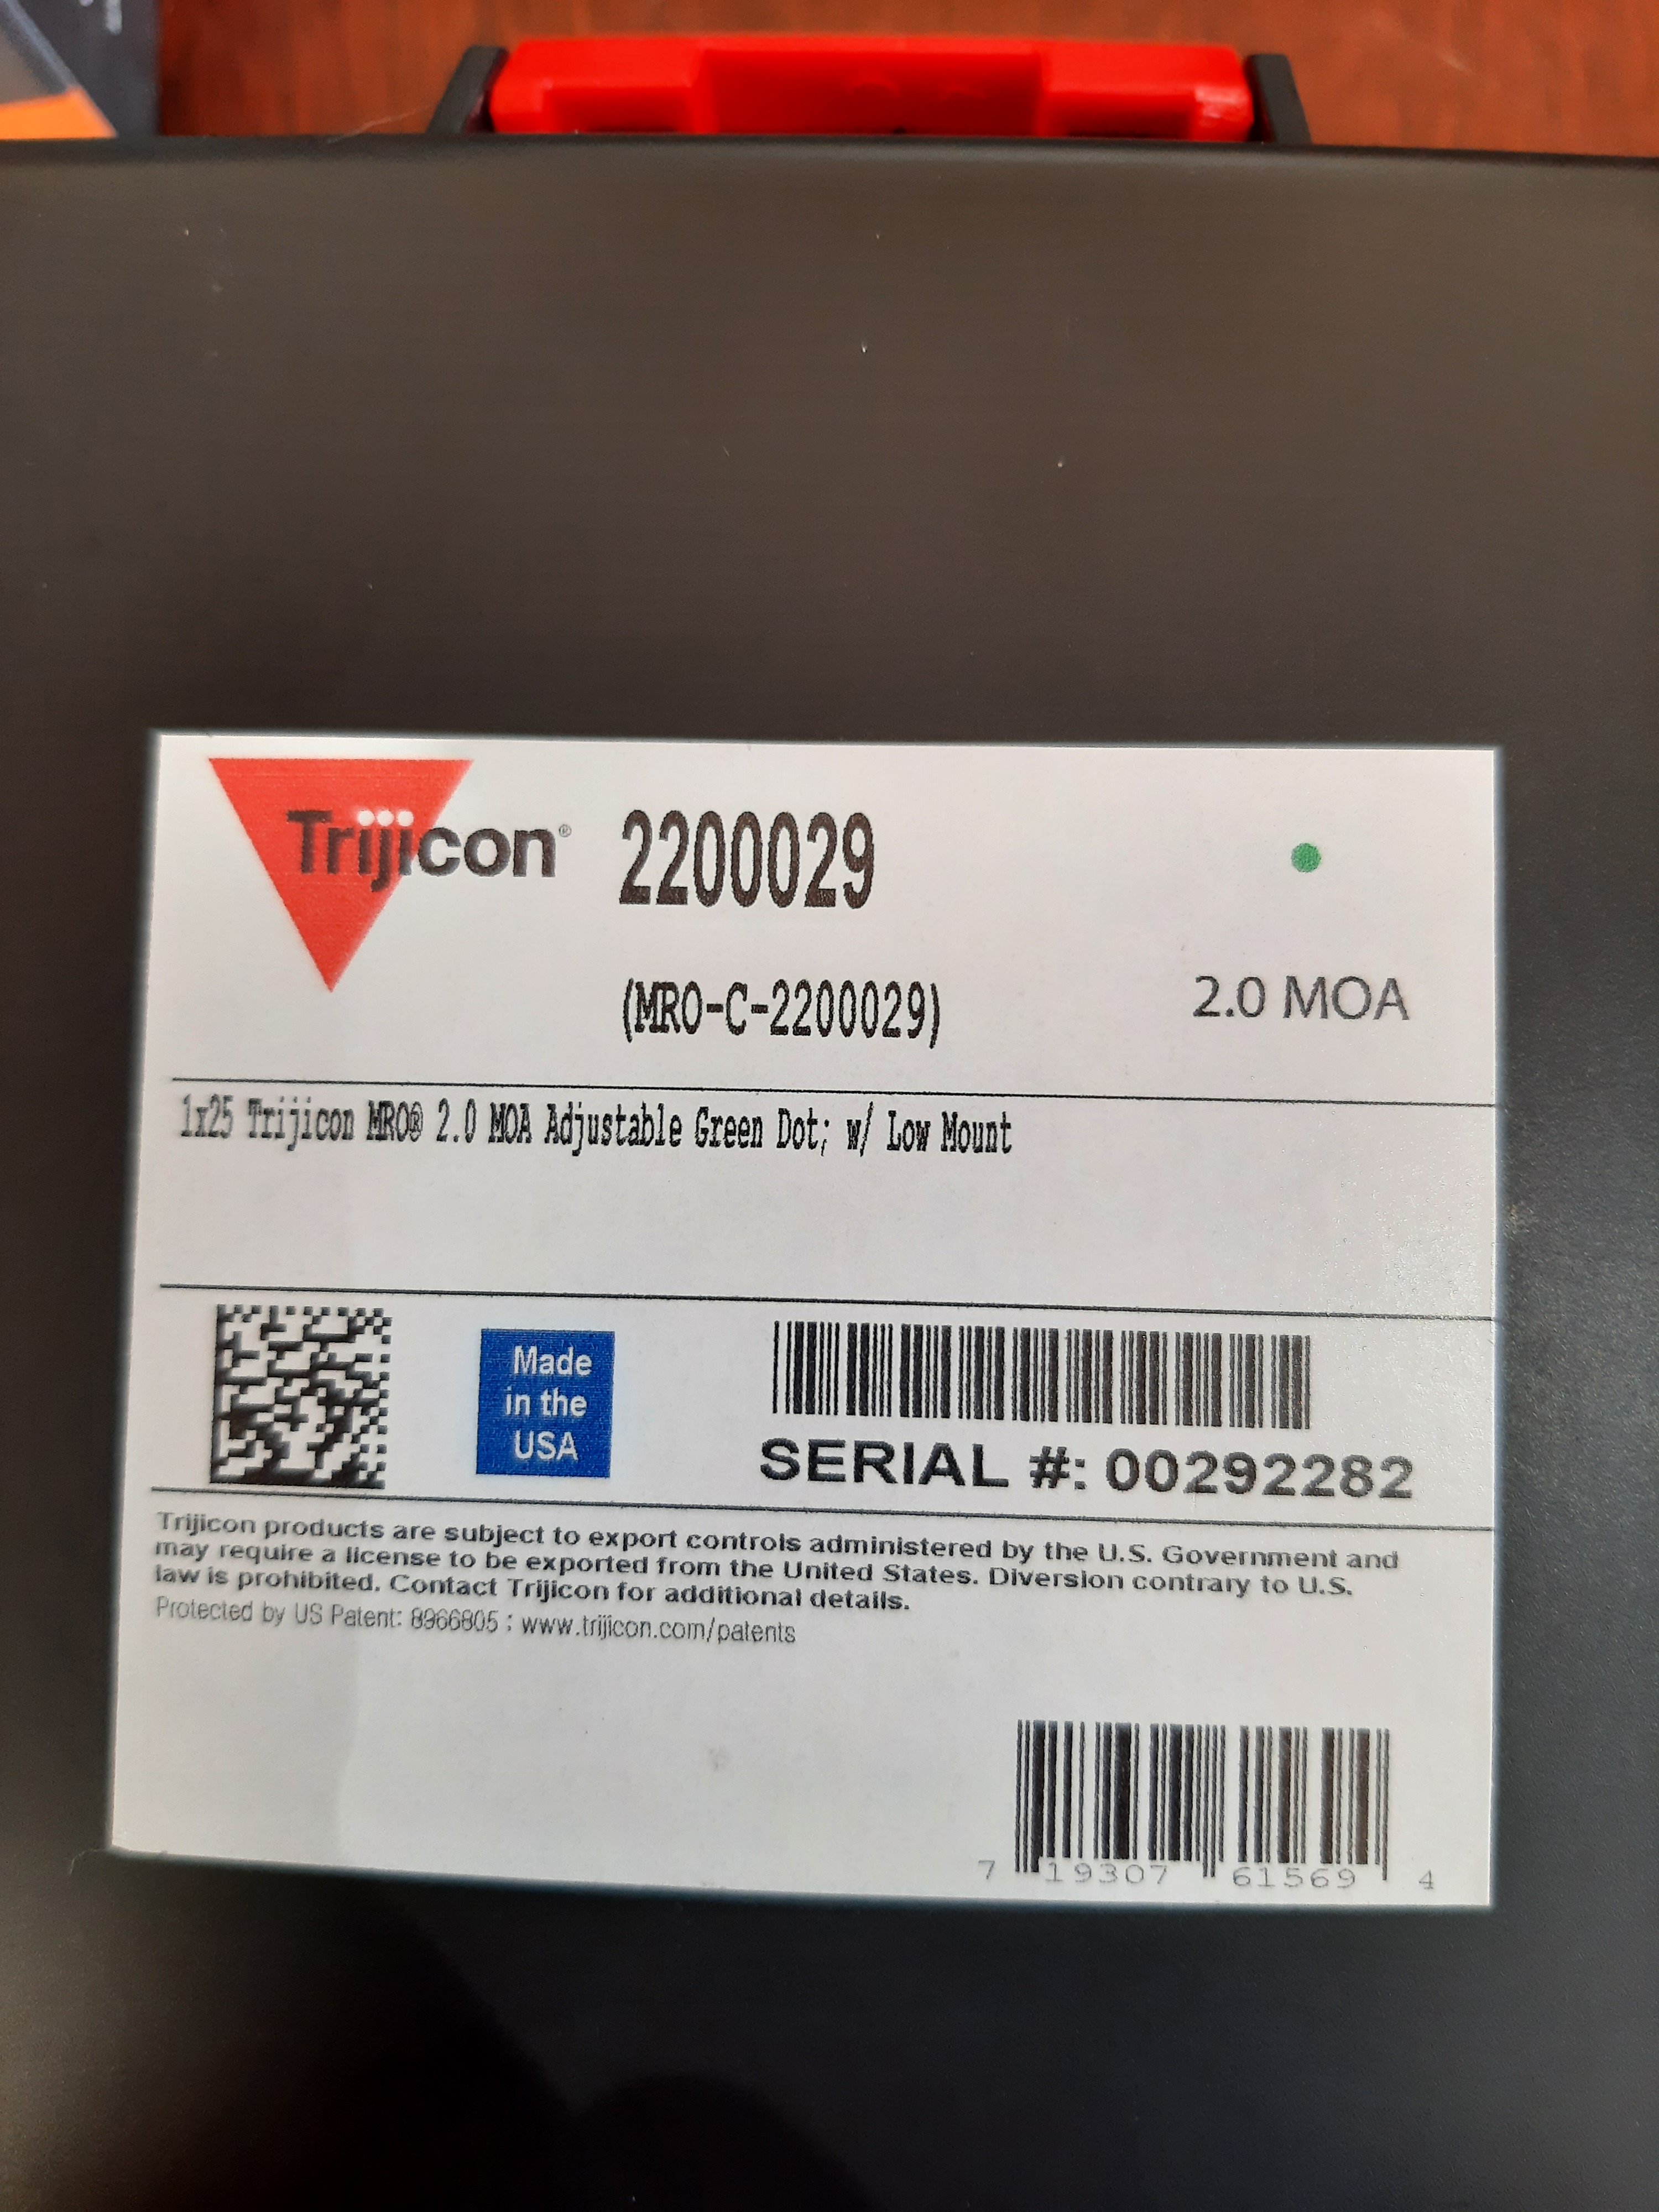 Trijicon®
2200029
(MRO-C-2200029)
2.0 MOA
1x25 Trijicon MRO® 2.0 MOA Adjustable Green Dot; w/ Low Mount
Made
in the
USA
SERIAL #: 00292282
Trijicon products are subject to export controls administered by the U.S. Government and
may require a license to be exported from the United States. Diversion contrary to U.S.
law is prohibited. Contact Trijicon for additional details.
Protected by US Patent: 8966805 ; www.trijicon.com/patents
7 19307 61569 4